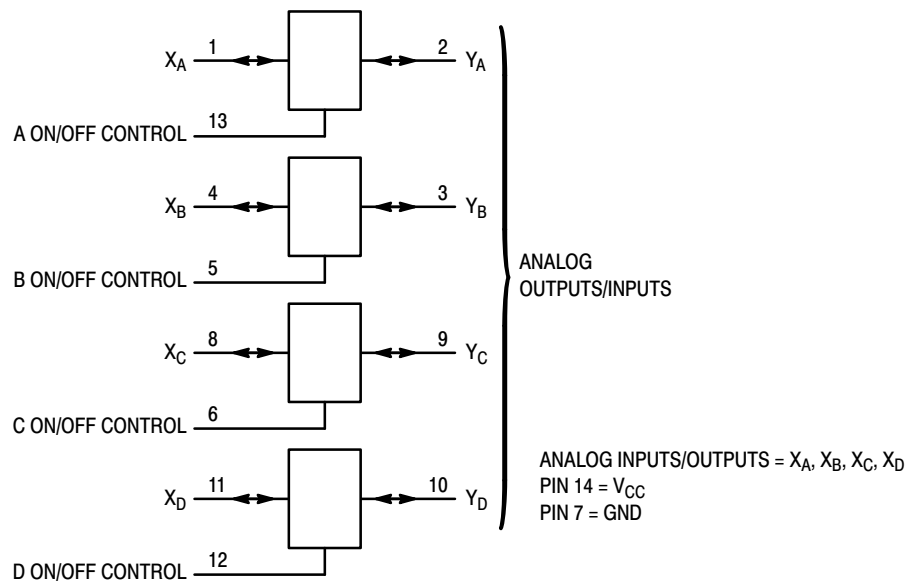 X_A 1 2 Y_A
A ON/OFF CONTROL 13
X_B 4 3 Y_B
B ON/OFF CONTROL 5
X_C 8 9 Y_C
C ON/OFF CONTROL 6
X_D 11 10 Y_D
D ON/OFF CONTROL 12
ANALOG
OUTPUTS/INPUTS
ANALOG INPUTS/OUTPUTS = X_A, X_B, X_C, X_D
PIN 14 = V_CC
PIN 7 = GND